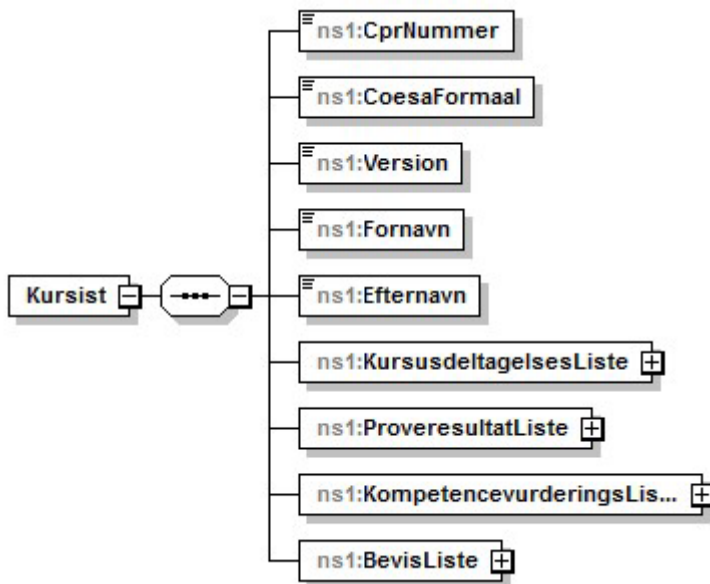 ns1:CprNummer
ns1:CoesaFormaal
ns1:Version
ns1:Fornavn
Kursist
ns1:Efternavn
ns1:KursusdeltagelsesListe
ns1:ProveresultatListe
ns1:KompetencevurderingsLis...
ns1:BevisListe